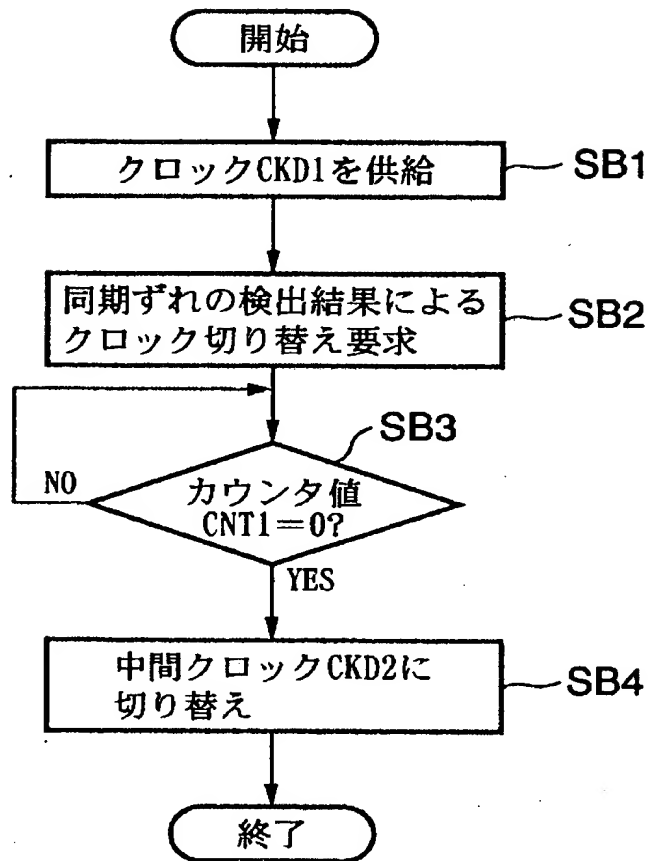 開始
クロックCKD1を供給
SB1
同期ずれの検出結果による
クロック切り替え要求
SB2
SB3
NO
カウンタ値
CNT1=0?
YES
中間クロックCKD2に
切り替え
SB4
終了